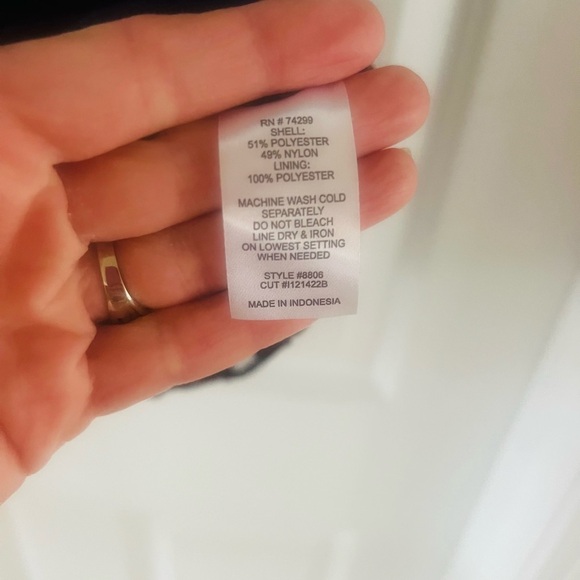 RN # 74299
SHELL:
51% POLYESTER
49% NYLON
LINING:
100% POLYESTER
MACHINE WASH COLD
SEPARATELY
DO NOT BLEACH
LINE DRY & IRON
ON LOWEST SETTING
WHEN NEEDED
STYLE #8806
CUT #I121422B
MADE IN INDONESIA